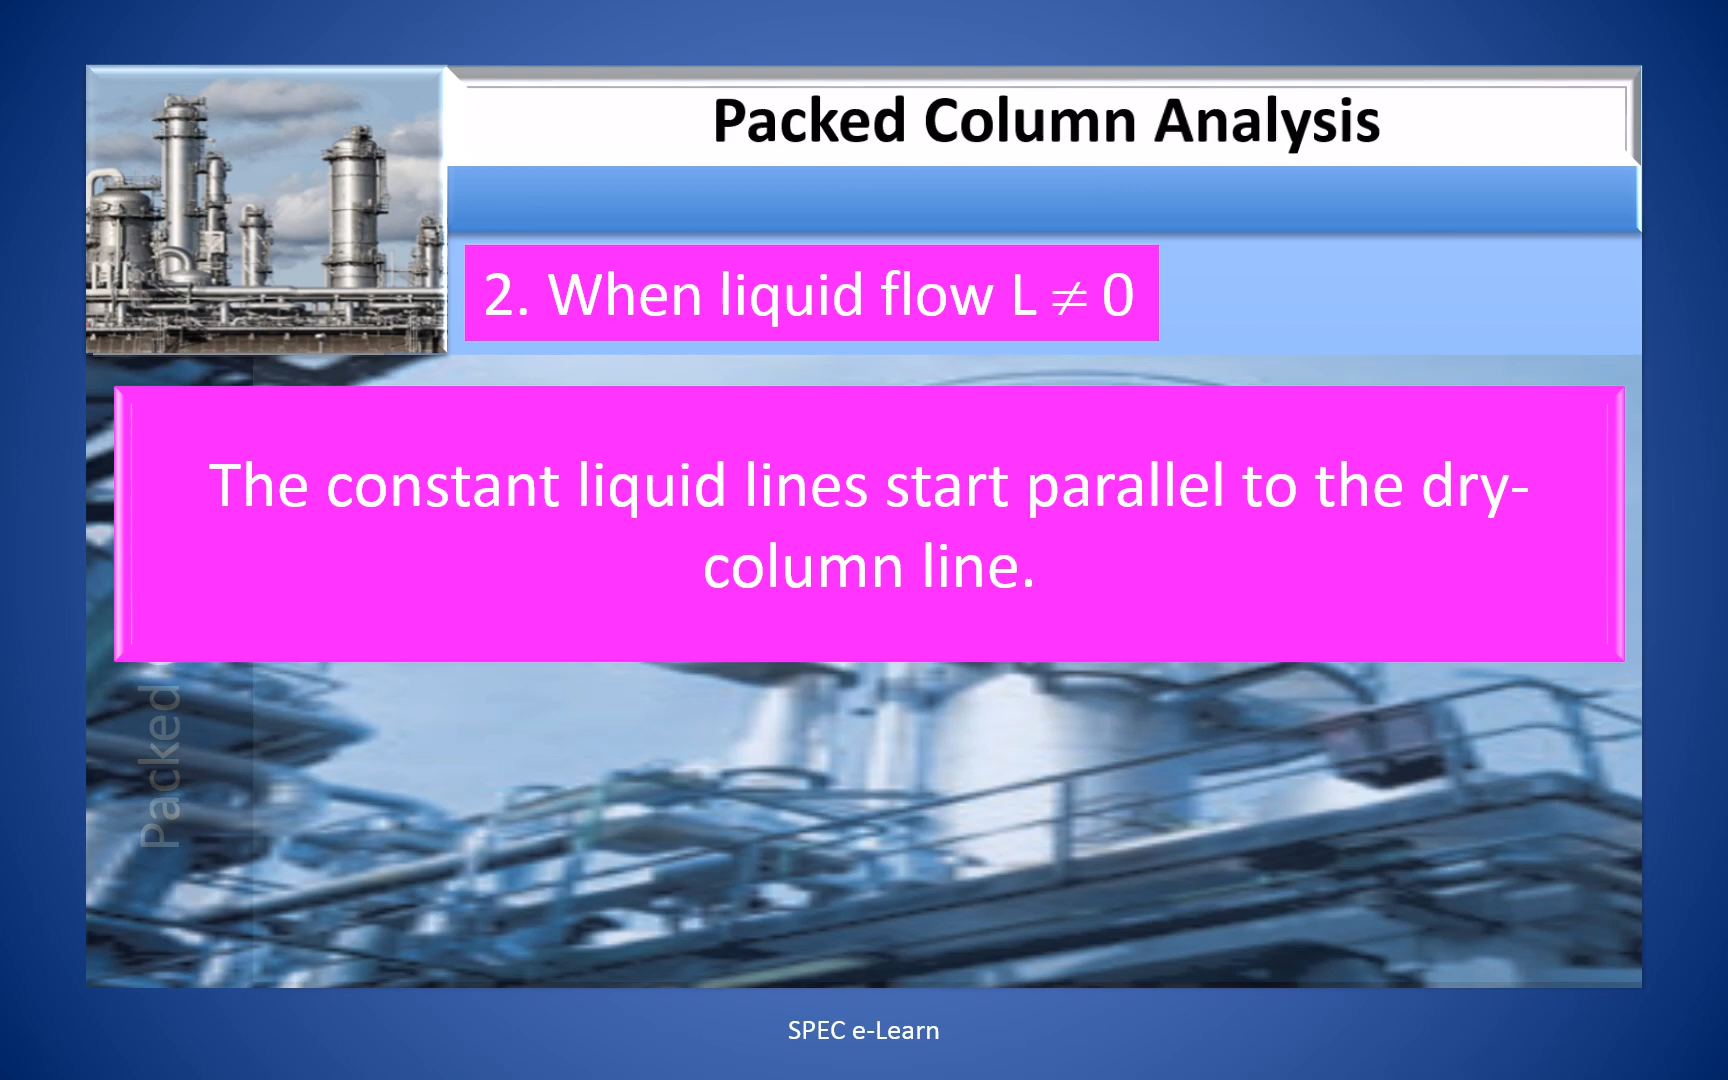 Packed Column Analysis
2. When liquid flow L ≠ 0
The constant liquid lines start parallel to the dry-
column line.
Packed
SPEC e-Learn